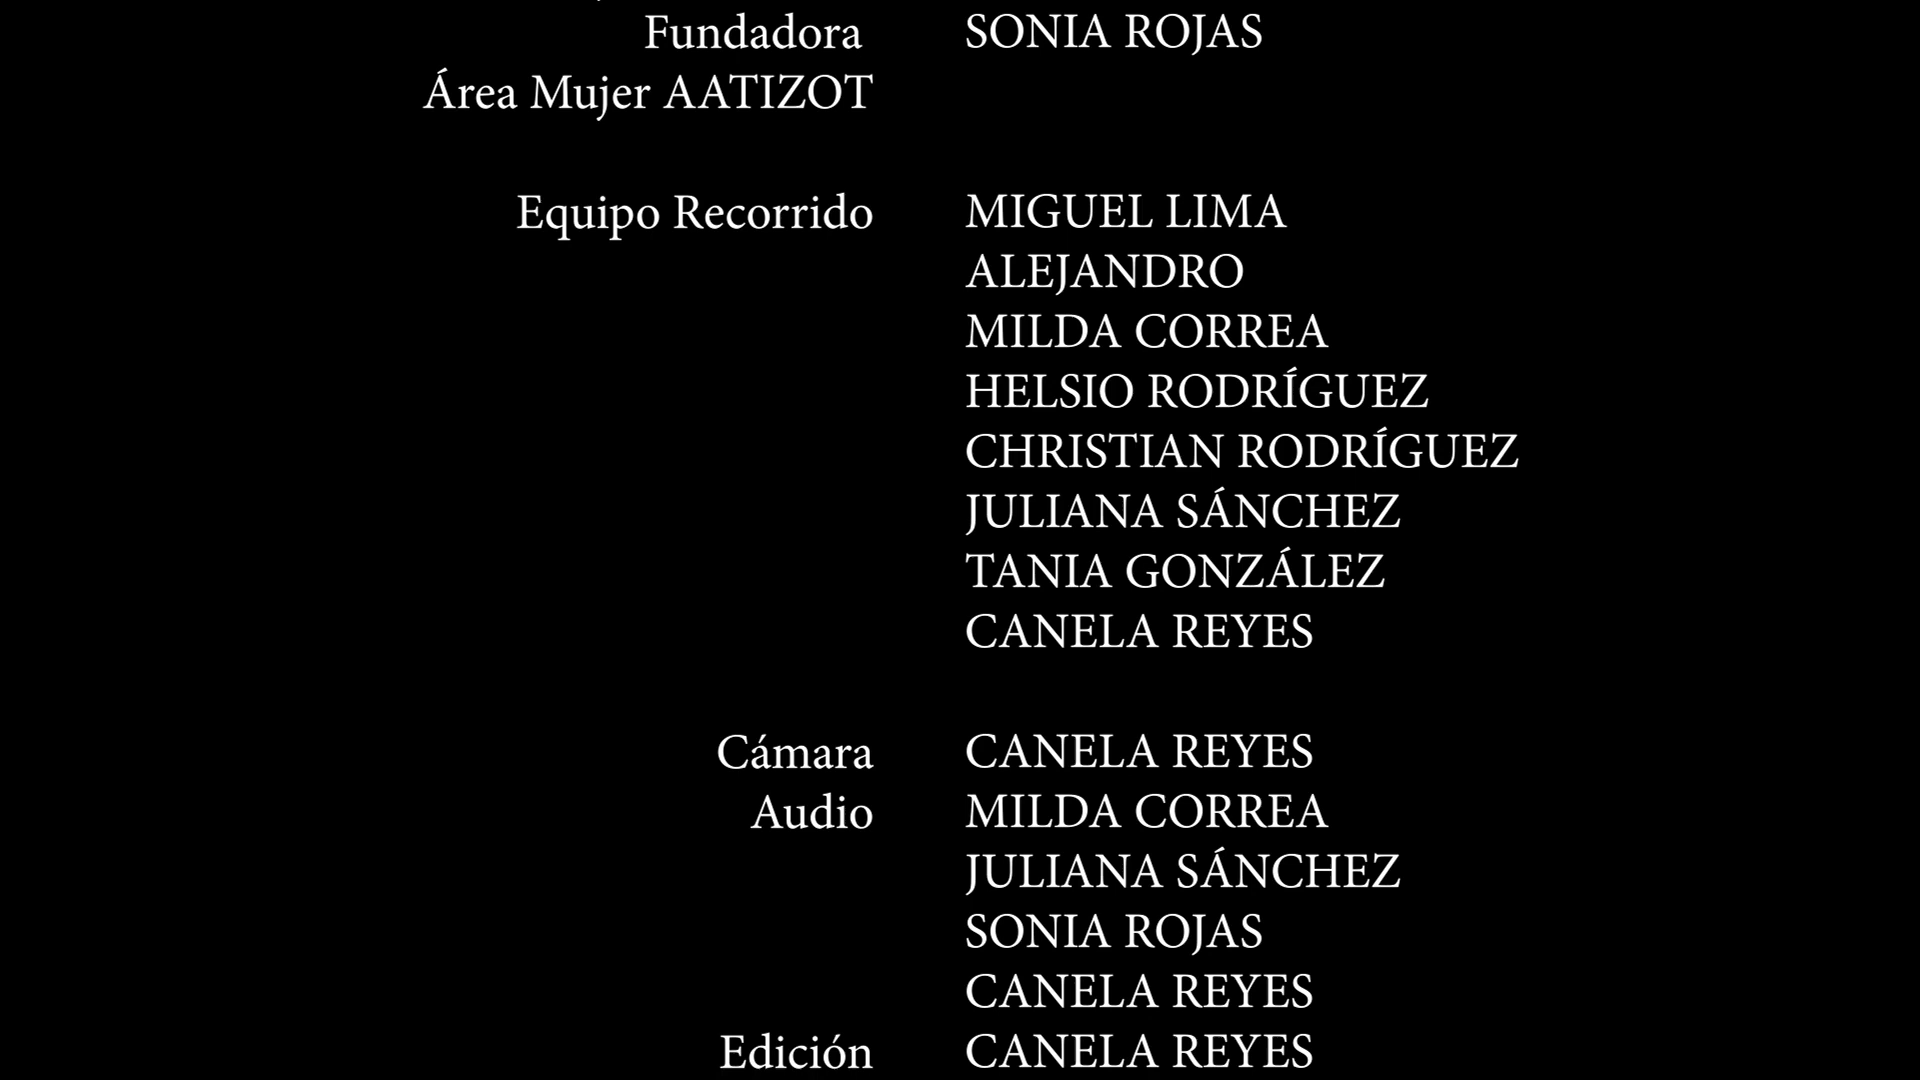 Fundadora SONIA ROJAS
Área Mujer AATIZOT
Equipo Recorrido MIGUEL LIMA
ALEJANDRO
MILDA CORREA
HELSIO RODRÍGUEZ
CHRISTIAN RODRÍGUEZ
JULIANA SÁNCHEZ
TANIA GONZÁLEZ
CANELA REYES
Cámara CANELA REYES
Audio MILDA CORREA
JULIANA SÁNCHEZ
SONIA ROJAS
CANELA REYES
Edición CANELA REYES